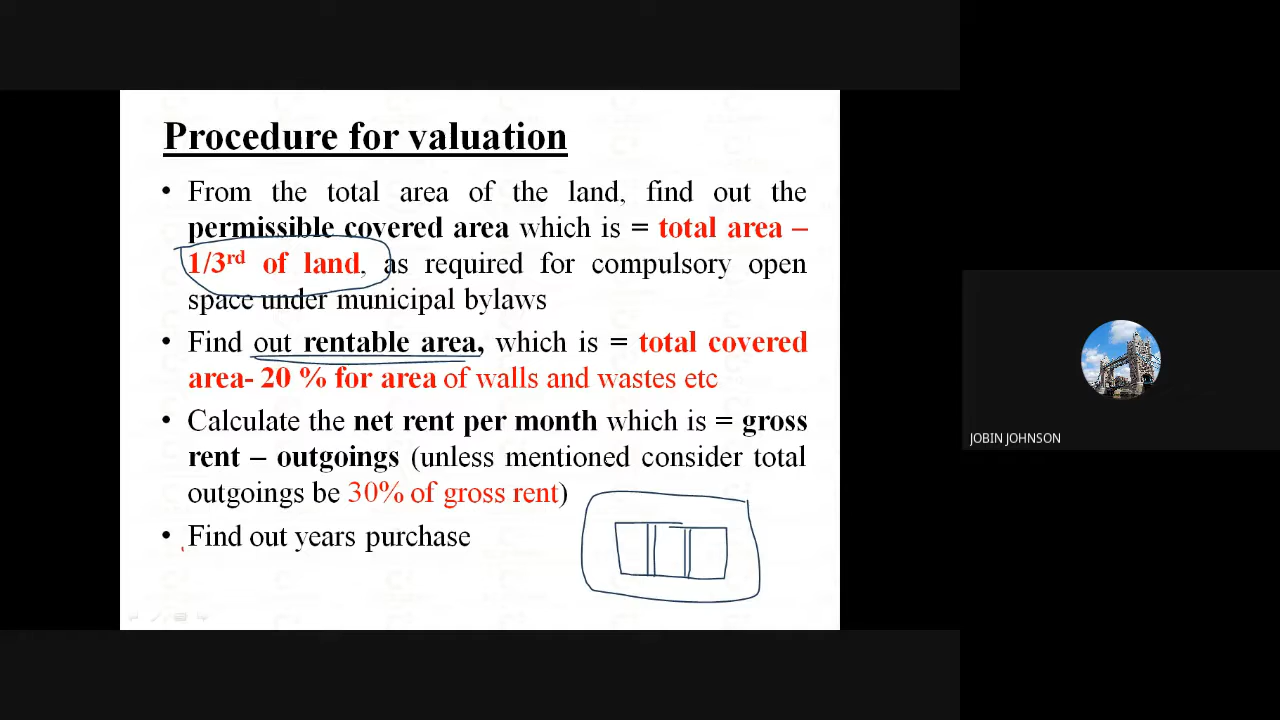 Procedure for valuation
• From the total area of the land, find out the
permissible covered area which is = total area –
1/3rd of land, as required for compulsory open
space under municipal bylaws
• Find out rentable area, which is = total covered
area- 20 % for area of walls and wastes etc
• Calculate the net rent per month which is = gross
rent – outgoings (unless mentioned consider total
outgoings be 30% of gross rent)
• Find out years purchase
JOBIN JOHNSON